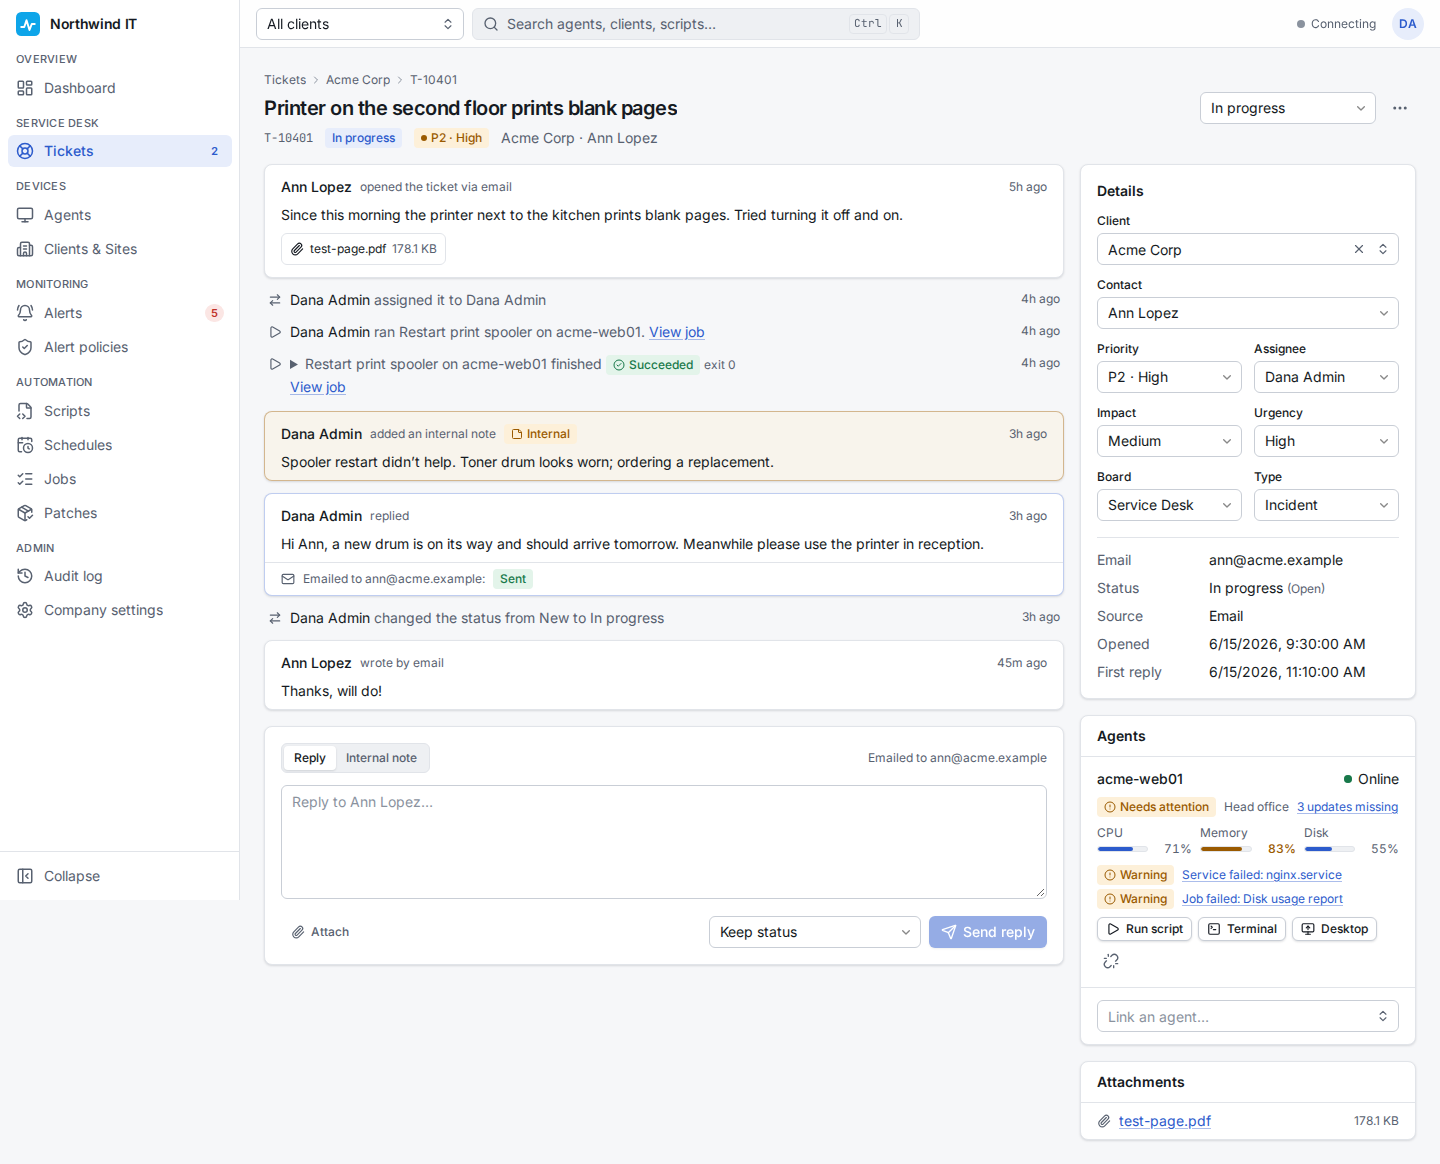 Northwind IT
All clients
Search agents, clients, scripts...
Ctrl K
Connecting
DA
OVERVIEW
Dashboard
SERVICE DESK
Tickets 2
DEVICES
Agents
Clients & Sites
MONITORING
Alerts 5
Alert policies
AUTOMATION
Scripts
Schedules
Jobs
Patches
ADMIN
Audit log
Company settings
Collapse
Tickets > Acme Corp > T-10401
Printer on the second floor prints blank pages
T-10401 In progress P2 · High Acme Corp · Ann Lopez
In progress
Ann Lopez opened the ticket via email 5h ago
Since this morning the printer next to the kitchen prints blank pages. Tried turning it off and on.
test-page.pdf 178.1 KB
Dana Admin assigned it to Dana Admin 4h ago
Dana Admin ran Restart print spooler on acme-web01. View job 4h ago
Restart print spooler on acme-web01 finished Succeeded exit 0 4h ago
View job
Dana Admin added an internal note Internal 3h ago
Spooler restart didn’t help. Toner drum looks worn; ordering a replacement.
Dana Admin replied 3h ago
Hi Ann, a new drum is on its way and should arrive tomorrow. Meanwhile please use the printer in reception.
Emailed to ann@acme.example: Sent
Dana Admin changed the status from New to In progress 3h ago
Ann Lopez wrote by email 45m ago
Thanks, will do!
Reply Internal note Emailed to ann@acme.example
Reply to Ann Lopez...
Attach Keep status Send reply
Details
Client
Acme Corp
Contact
Ann Lopez
Priority Assignee
P2 · High Dana Admin
Impact Urgency
Medium High
Board Type
Service Desk Incident
Email ann@acme.example
Status In progress (Open)
Source Email
Opened 6/15/2026, 9:30:00 AM
First reply 6/15/2026, 11:10:00 AM
Agents
acme-web01 Online
Needs attention Head office 3 updates missing
CPU Memory Disk
71% 83% 55%
Warning Service failed: nginx.service
Warning Job failed: Disk usage report
Run script Terminal Desktop
Link an agent...
Attachments
test-page.pdf 178.1 KB